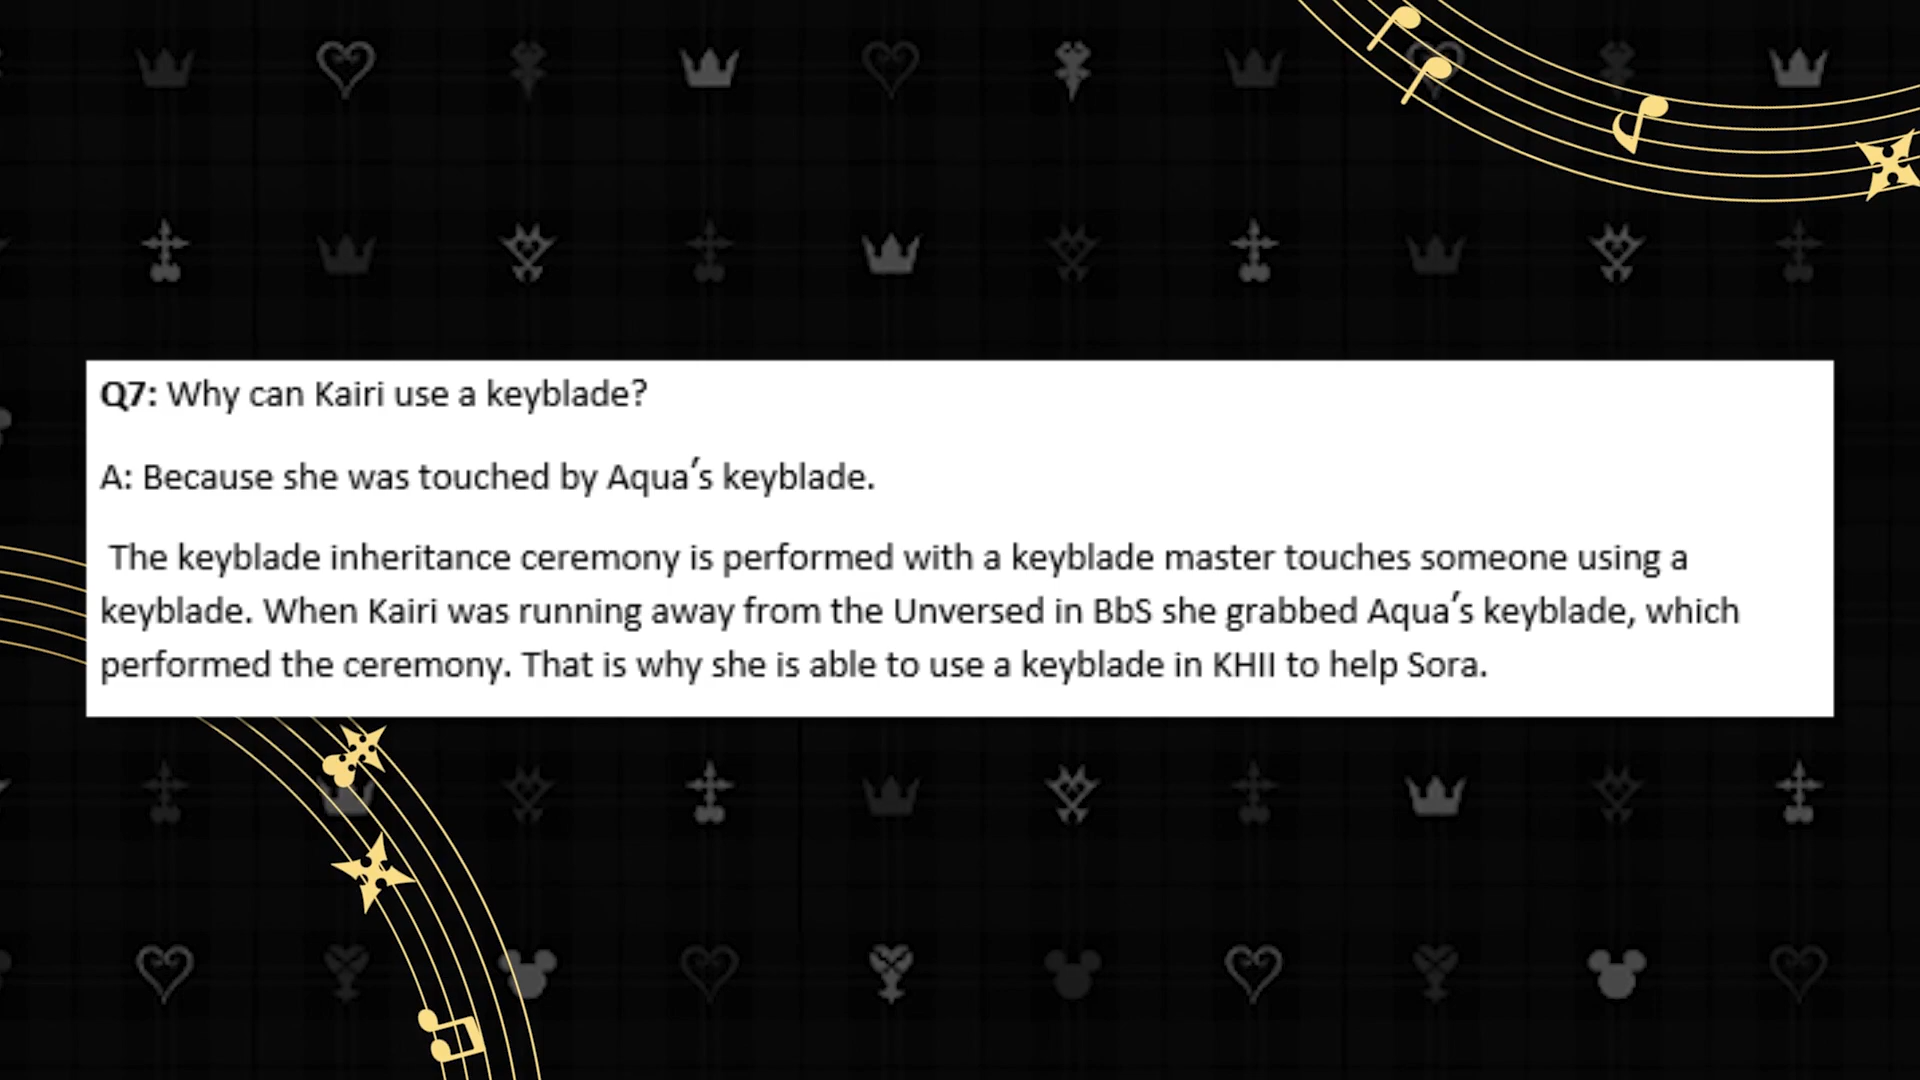 Q7: Why can Kairi use a keyblade?
A: Because she was touched by Aqua's keyblade.
The keyblade inheritance ceremony is performed with a keyblade master touches someone using a
keyblade. When Kairi was running away from the Unversed in BbS she grabbed Aqua's keyblade, which
performed the ceremony. That is why she is able to use a keyblade in KHII to help Sora.